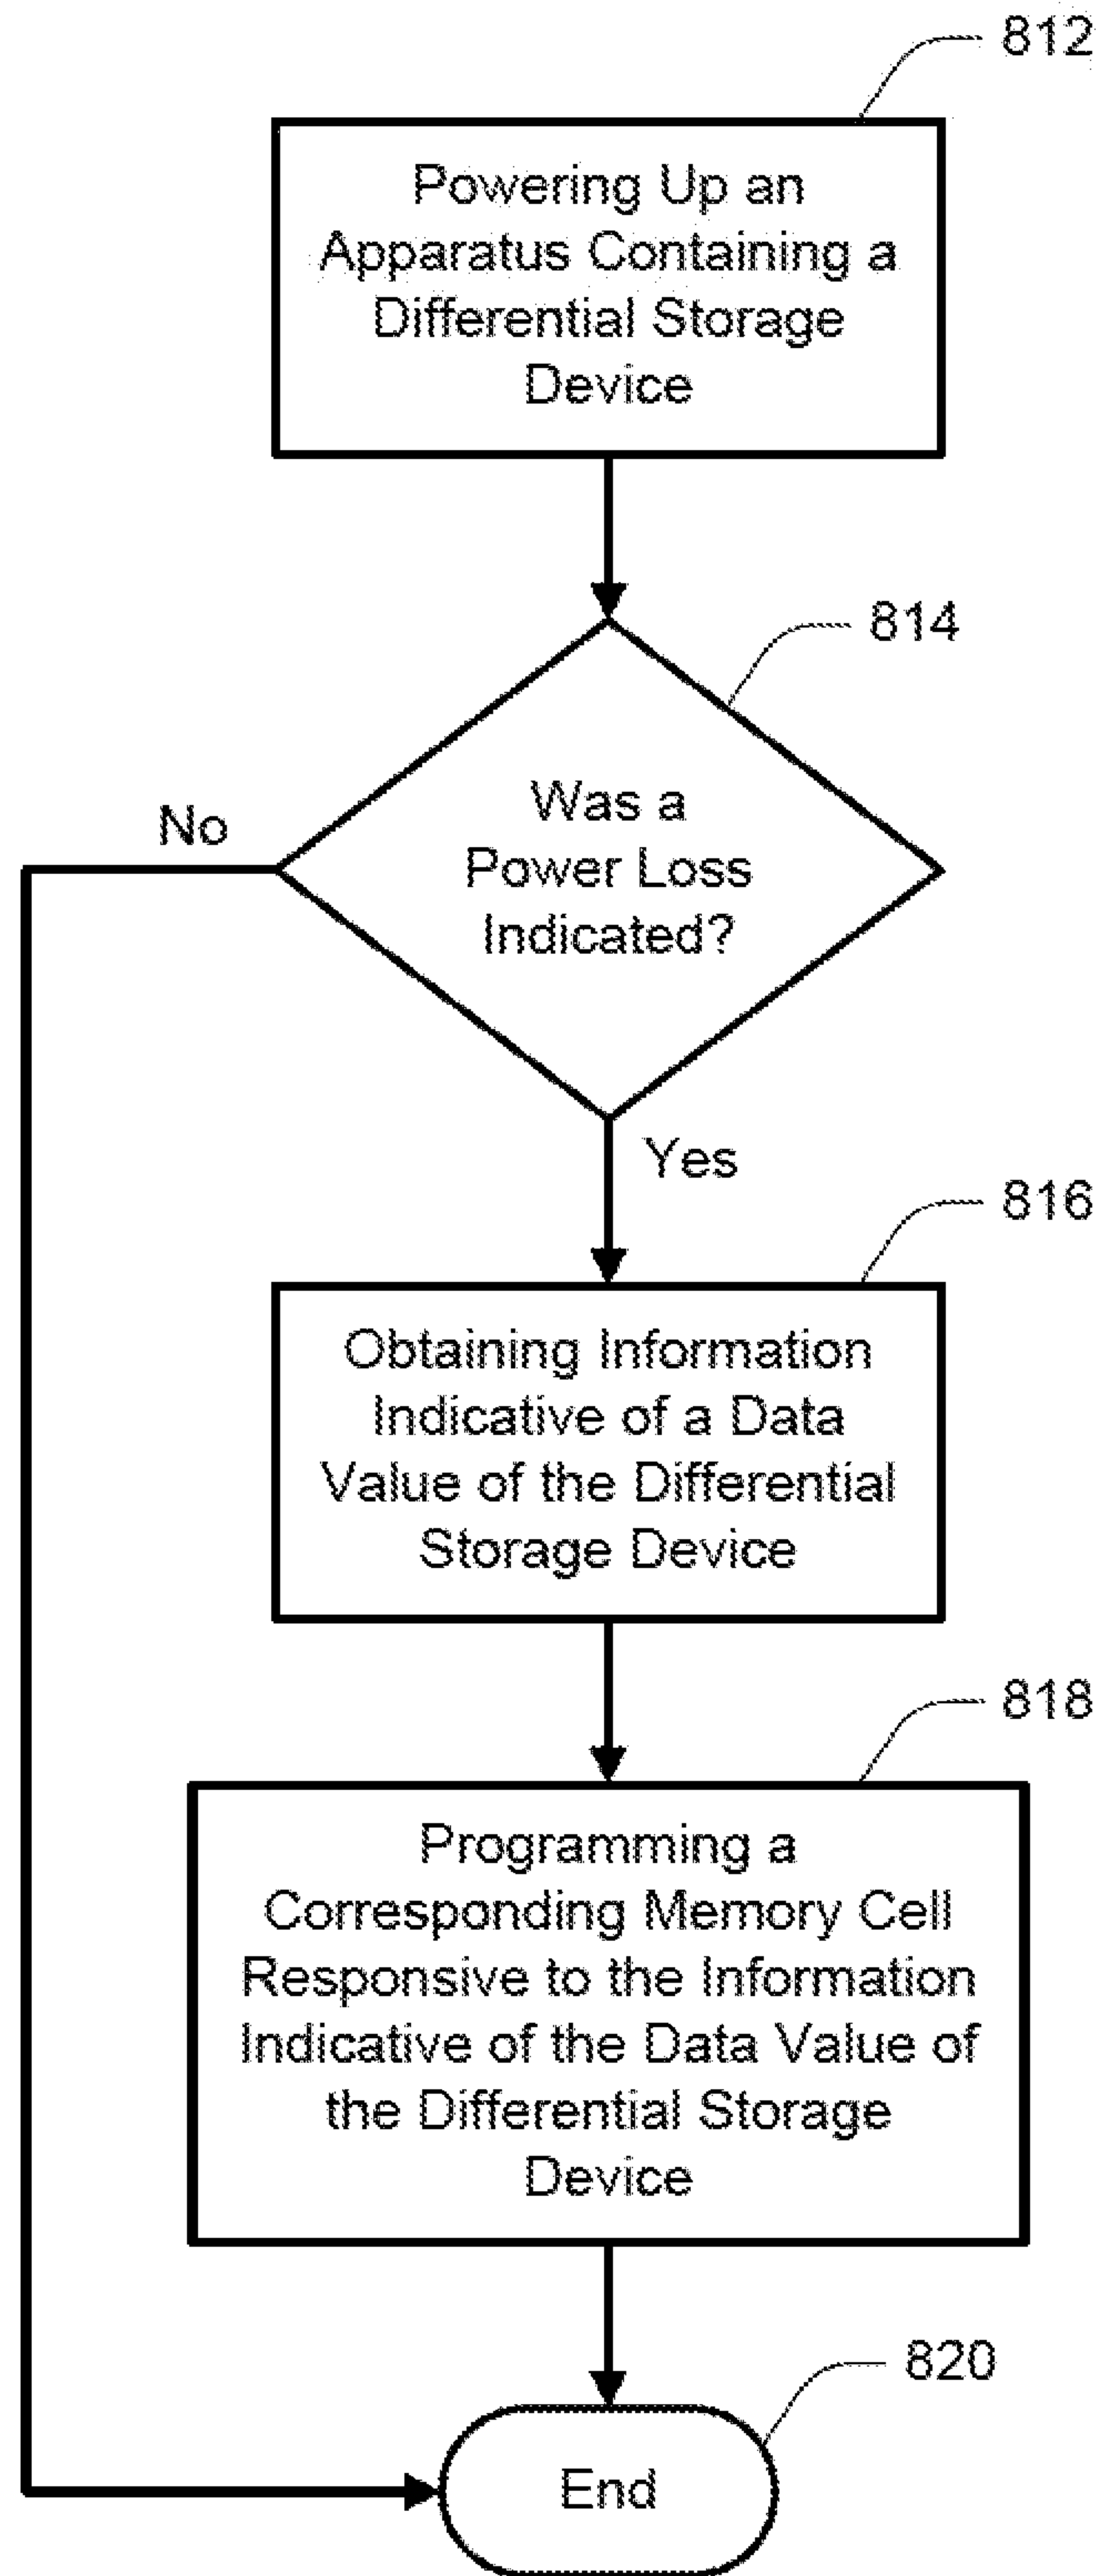 812
Powering Up an
Apparatus Containing a
Differential Storage
Device
814
Was a
Power Loss
Indicated?
No
Yes
816
Obtaining Information
Indicative of a Data
Value of the Differential
Storage Device
818
Programming a
Corresponding Memory Cell
Responsive to the Information
Indicative of the Data Value of
the Differential Storage
Device
820
End